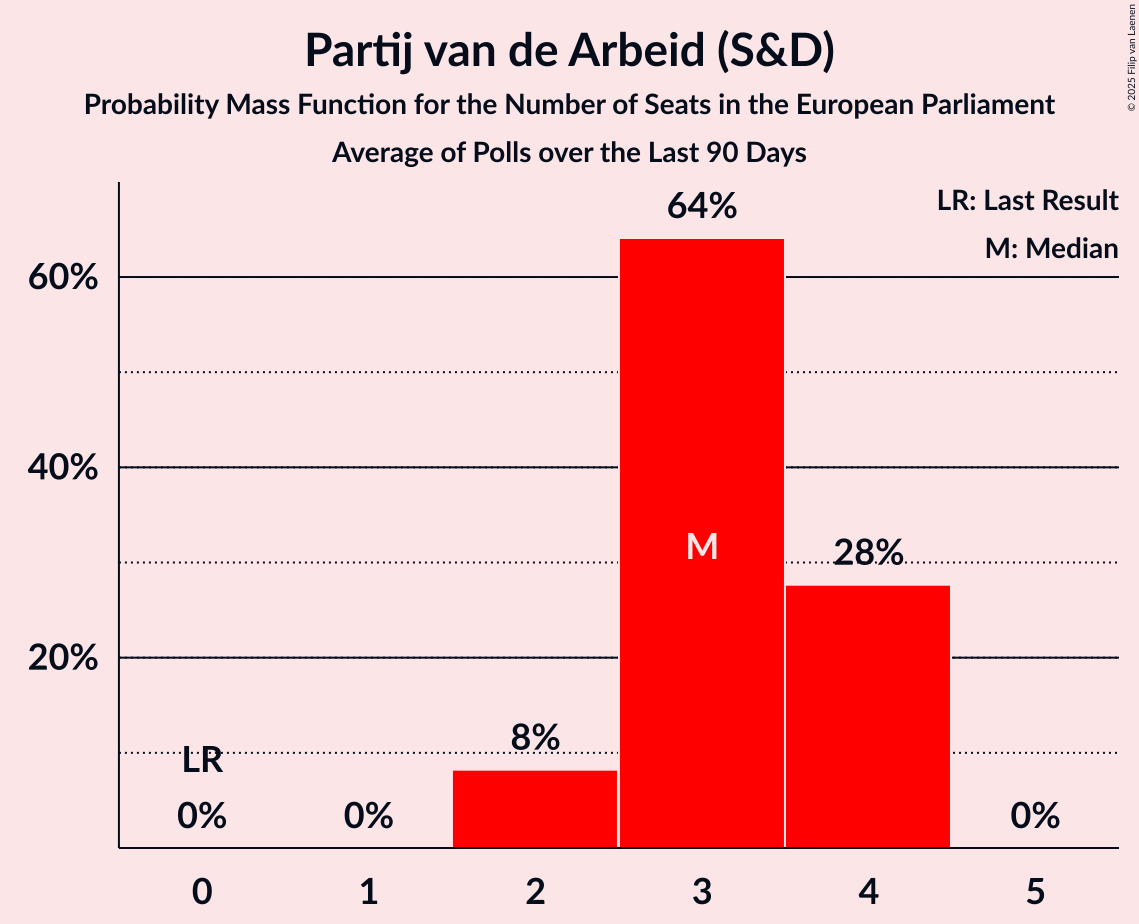 Partij van de Arbeid (S&D)
Probability Mass Function for the Number of Seats in the European Parliament
Average of Polls over the Last 90 Days
© 2025 Filip van Laenen
LR: Last Result
M: Median
64%
60%
40%
M
28%
20%
8%
LR
0%
0%
0%
0
1
2
3
4
5